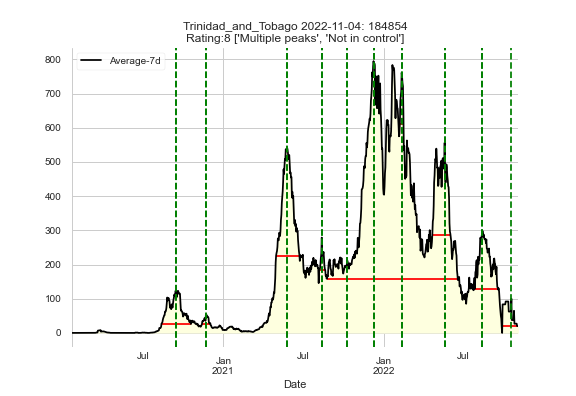 Trinidad_and_Tobago 2022-11-04: 184854
Rating:8 ['Multiple peaks', 'Not in control']
Average-7d
800
700
600
500
400
300
200
100
0
Jul
Jan
2021
Jul
Jan
2022
Jul
Date